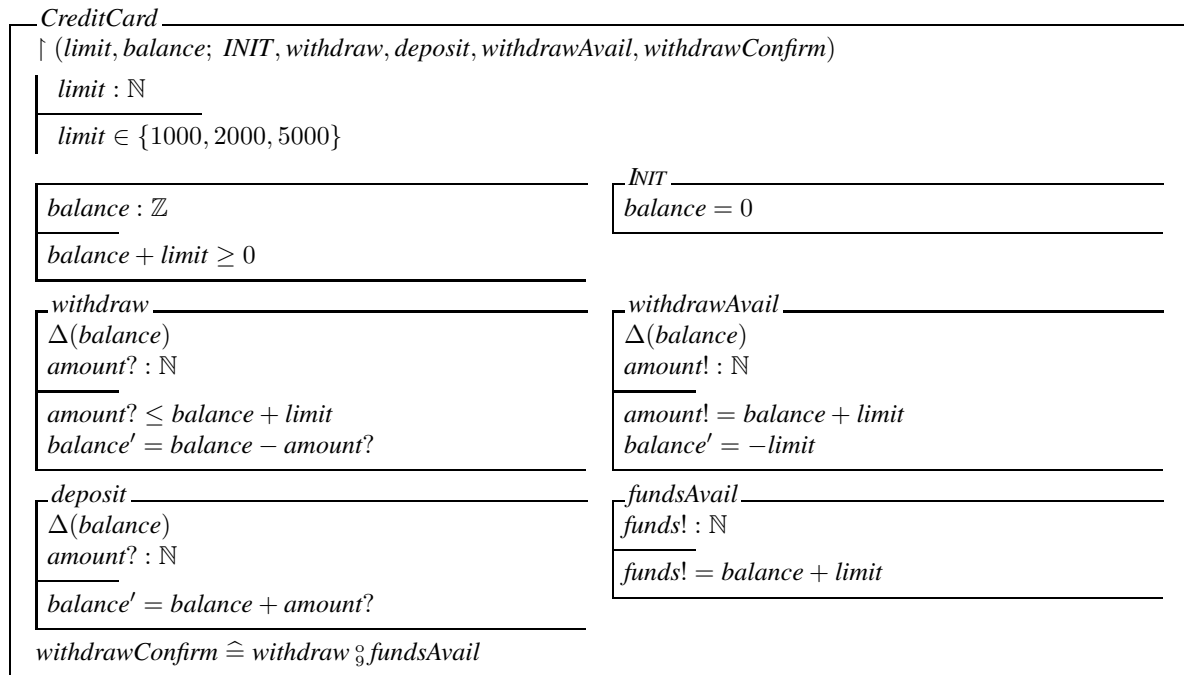 CreditCard
↾ (limit, balance; INIT, withdraw, deposit, withdrawAvail, withdrawConfirm)
limit : ℕ
limit ∈ {1000, 2000, 5000}
balance : ℤ
balance + limit ≥ 0
INIT
balance = 0
withdraw
Δ(balance)
amount? : ℕ
amount? ≤ balance + limit
balance′ = balance − amount?
withdrawAvail
Δ(balance)
amount! : ℕ
amount! = balance + limit
balance′ = −limit
deposit
Δ(balance)
amount? : ℕ
balance′ = balance + amount?
fundsAvail
funds! : ℕ
funds! = balance + limit
withdrawConfirm ≙ withdraw ⨟ fundsAvail